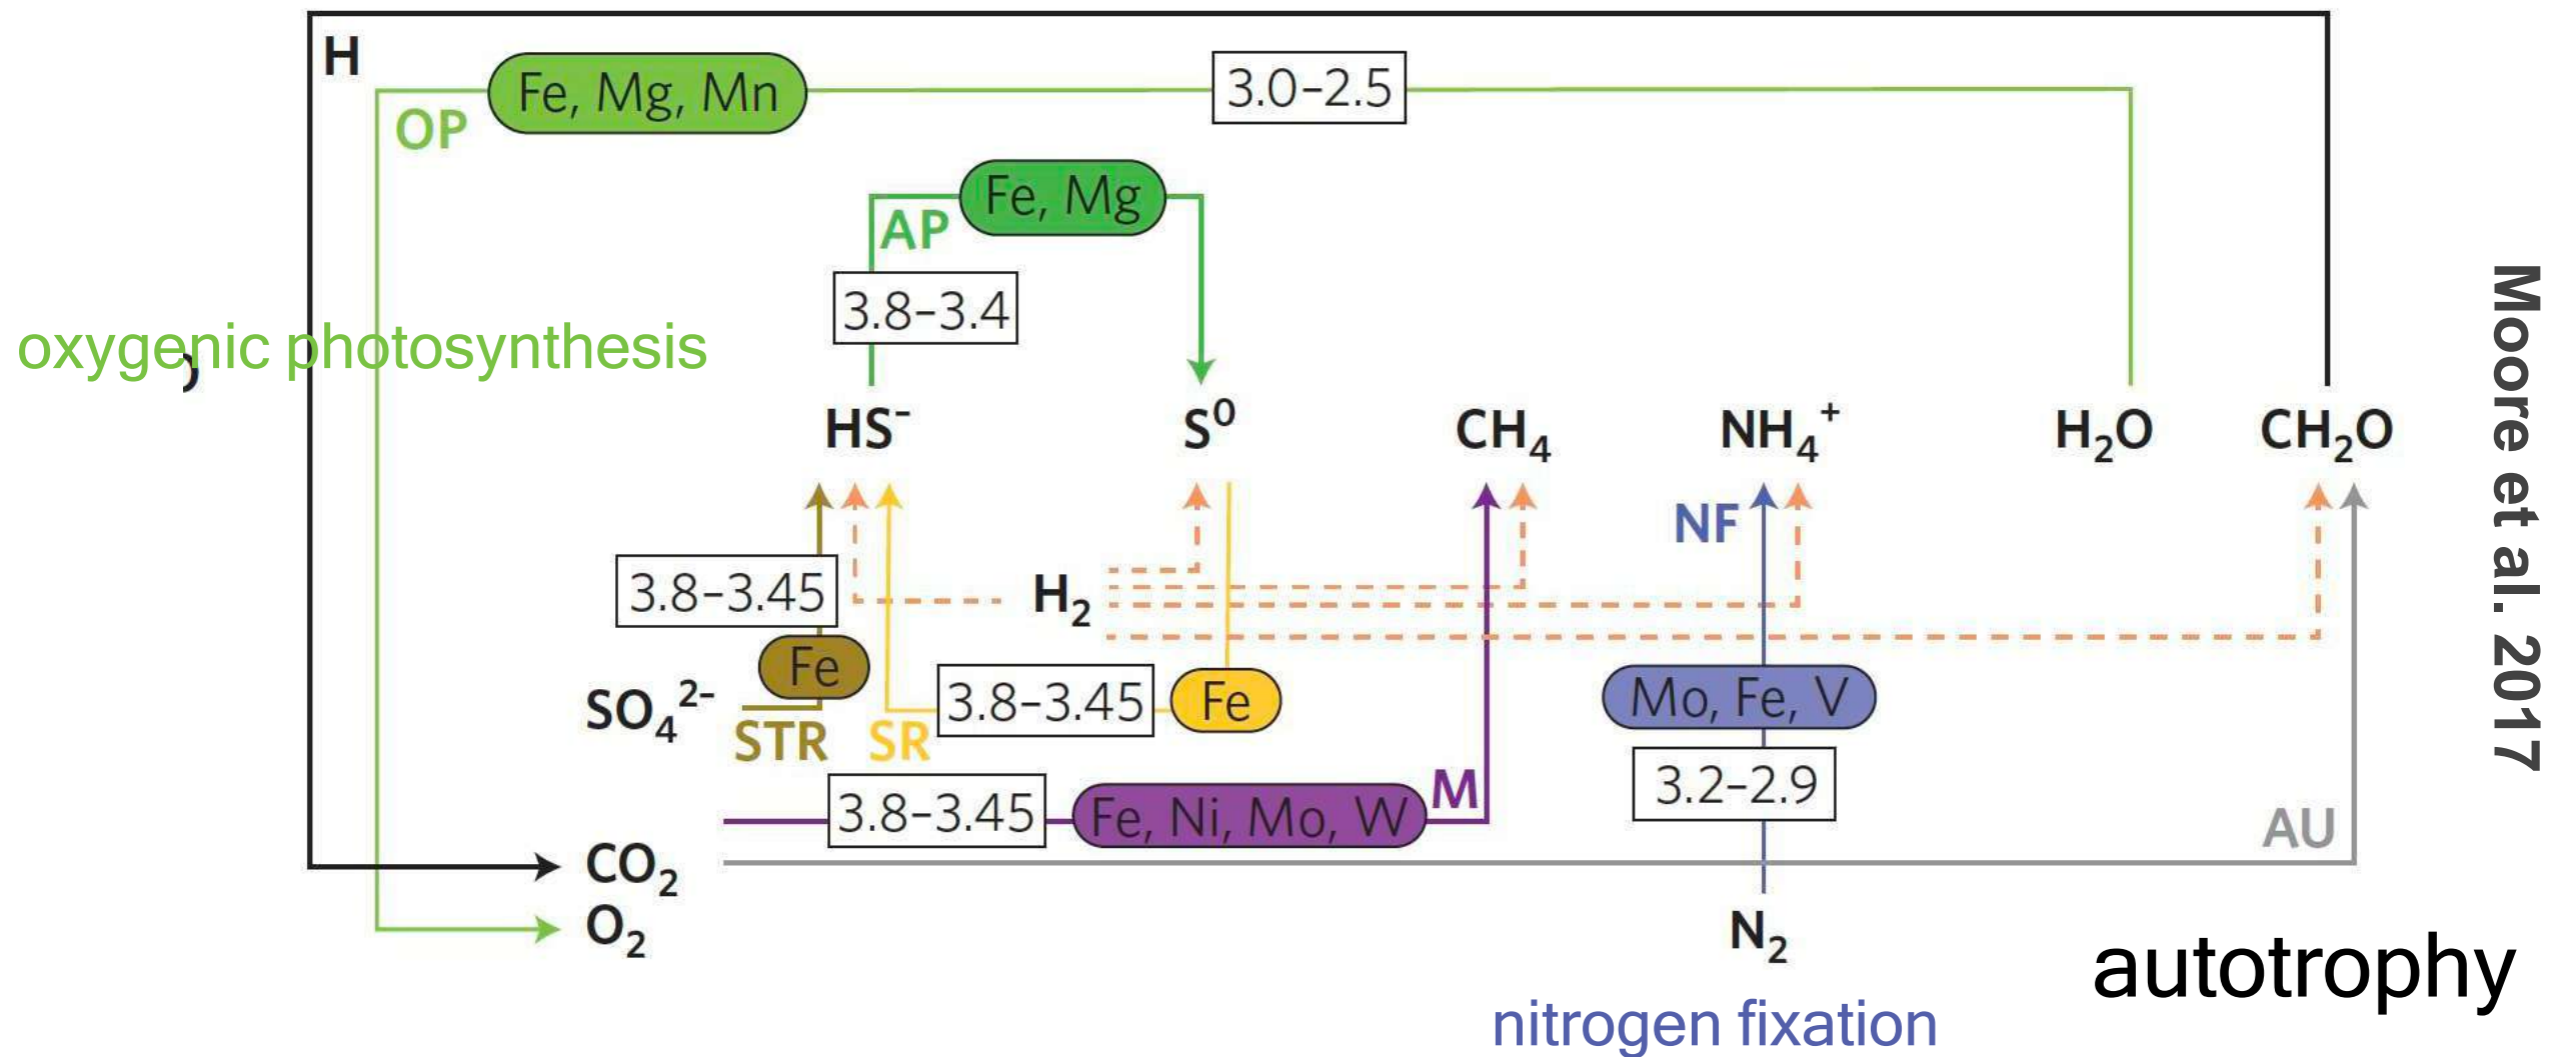 H
Fe, Mg, Mn
3.0–2.5
OP
Fe, Mg
AP
3.8–3.4
oxygenic photosynthesis
HS⁻
S⁰
CH₄
NH₄⁺
H₂O
CH₂O
NF
3.8–3.45
H₂
Fe
SO₄²⁻
STR
SR
3.8–3.45
Fe
Mo, Fe, V
3.2–2.9
3.8–3.45
Fe, Ni, Mo, W
M
AU
CO₂
O₂
N₂
autotrophy
nitrogen fixation
Moore et al. 2017